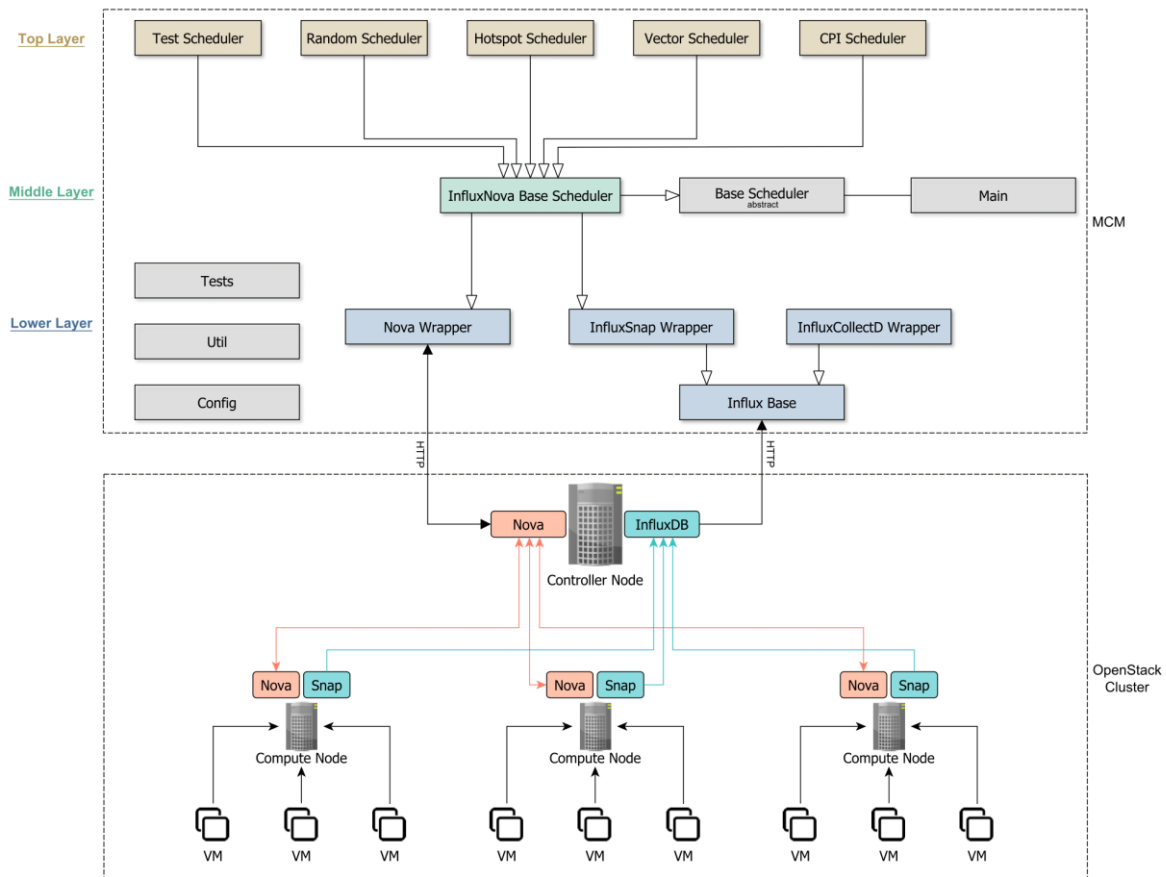 Top Layer
Test Scheduler
Random Scheduler
Hotspot Scheduler
Vector Scheduler
CPI Scheduler
Middle Layer
InfluxNova Base Scheduler
Base Scheduler
abstract
Main
MCM
Tests
Lower Layer
Nova Wrapper
InfluxSnap Wrapper
InfluxCollectD Wrapper
Util
Config
Influx Base
HTTP
HTTP
Nova
InfluxDB
Controller Node
Nova
Snap
Nova
Snap
Nova
Snap
OpenStack
Cluster
Compute Node
Compute Node
Compute Node
VM
VM
VM
VM
VM
VM
VM
VM
VM